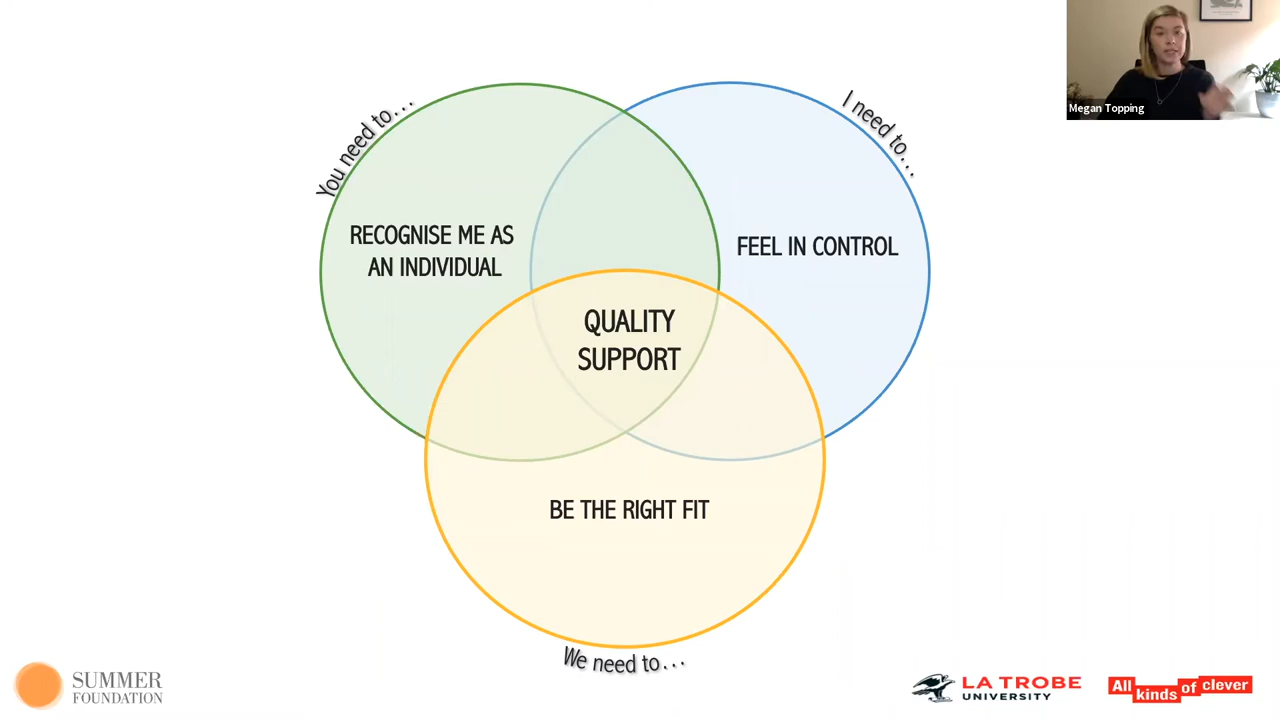 Megan Topping
You need to...
I need to...
RECOGNISE ME AS
AN INDIVIDUAL
FEEL IN CONTROL
QUALITY
SUPPORT
BE THE RIGHT FIT
We need to...
SUMMER
FOUNDATION
LA TROBE
UNIVERSITY
All kinds of clever